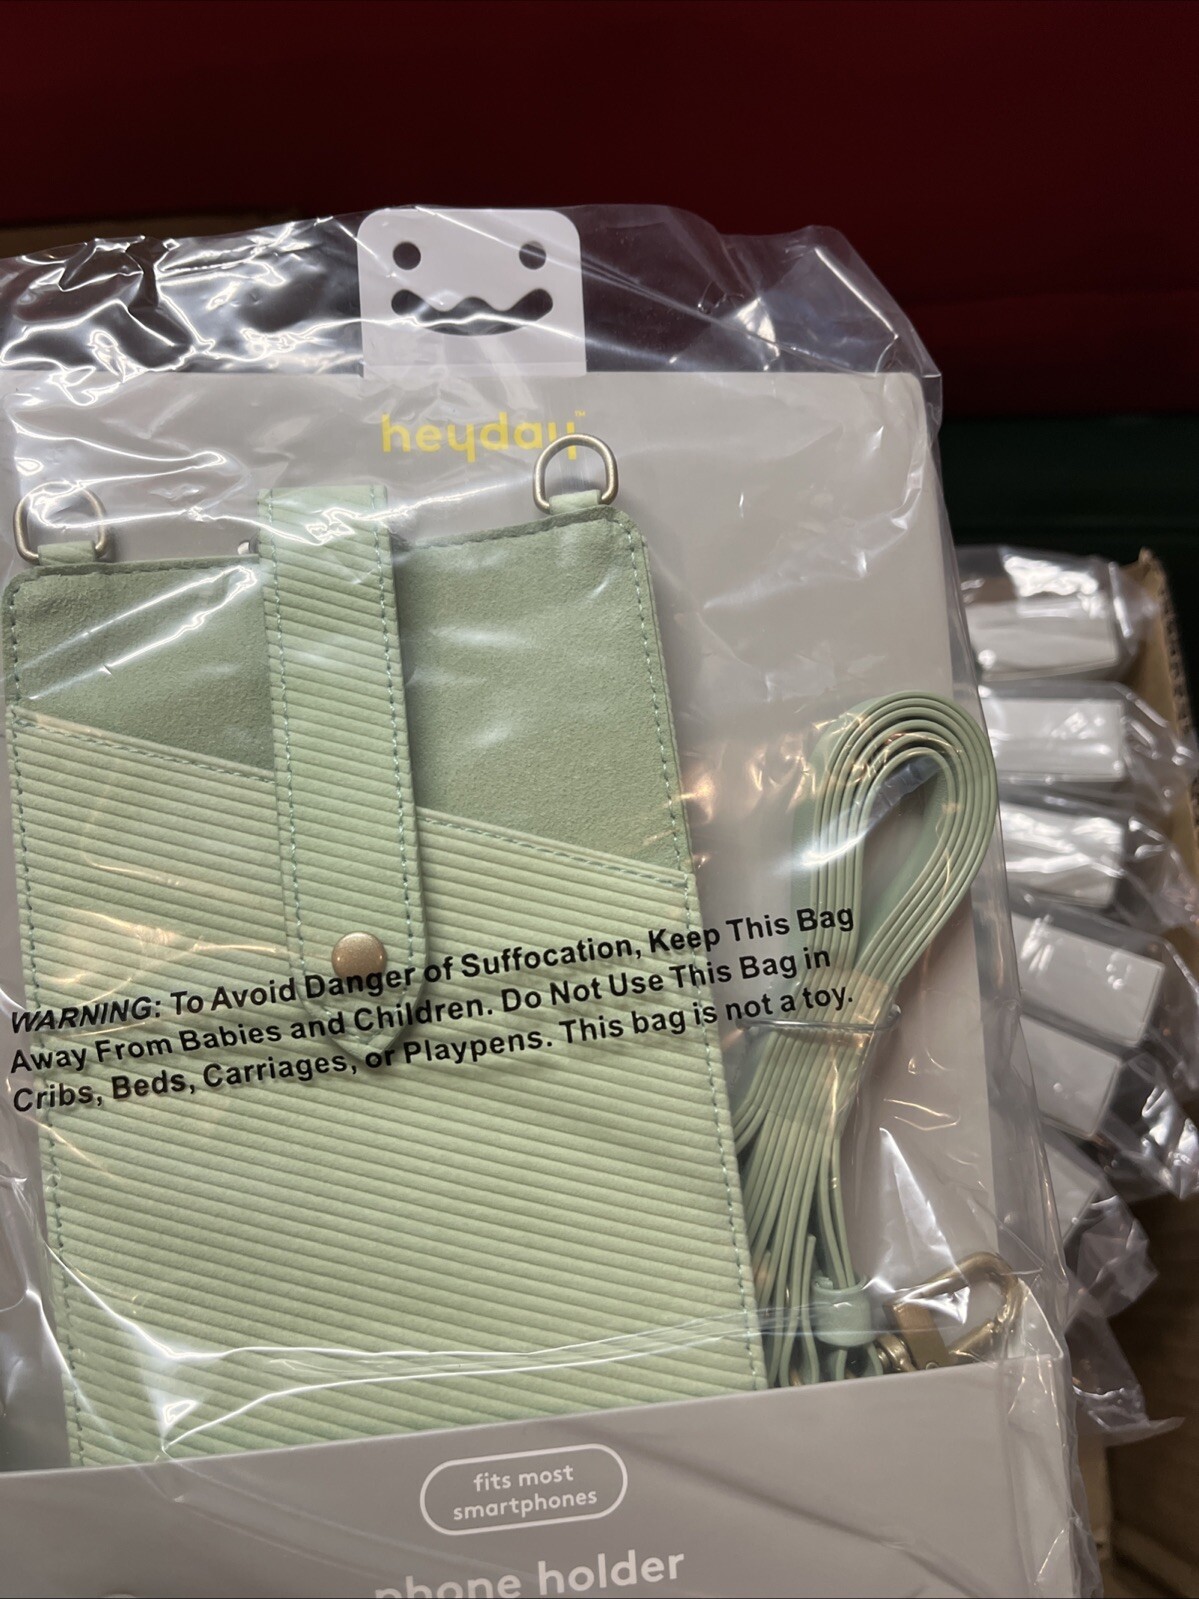 heyday™
WARNING: To Avoid Danger of Suffocation, Keep This Bag
Away From Babies and Children. Do Not Use This Bag in
Cribs, Beds, Carriages, or Playpens. This bag is not a toy.
fits most
smartphones
phone holder